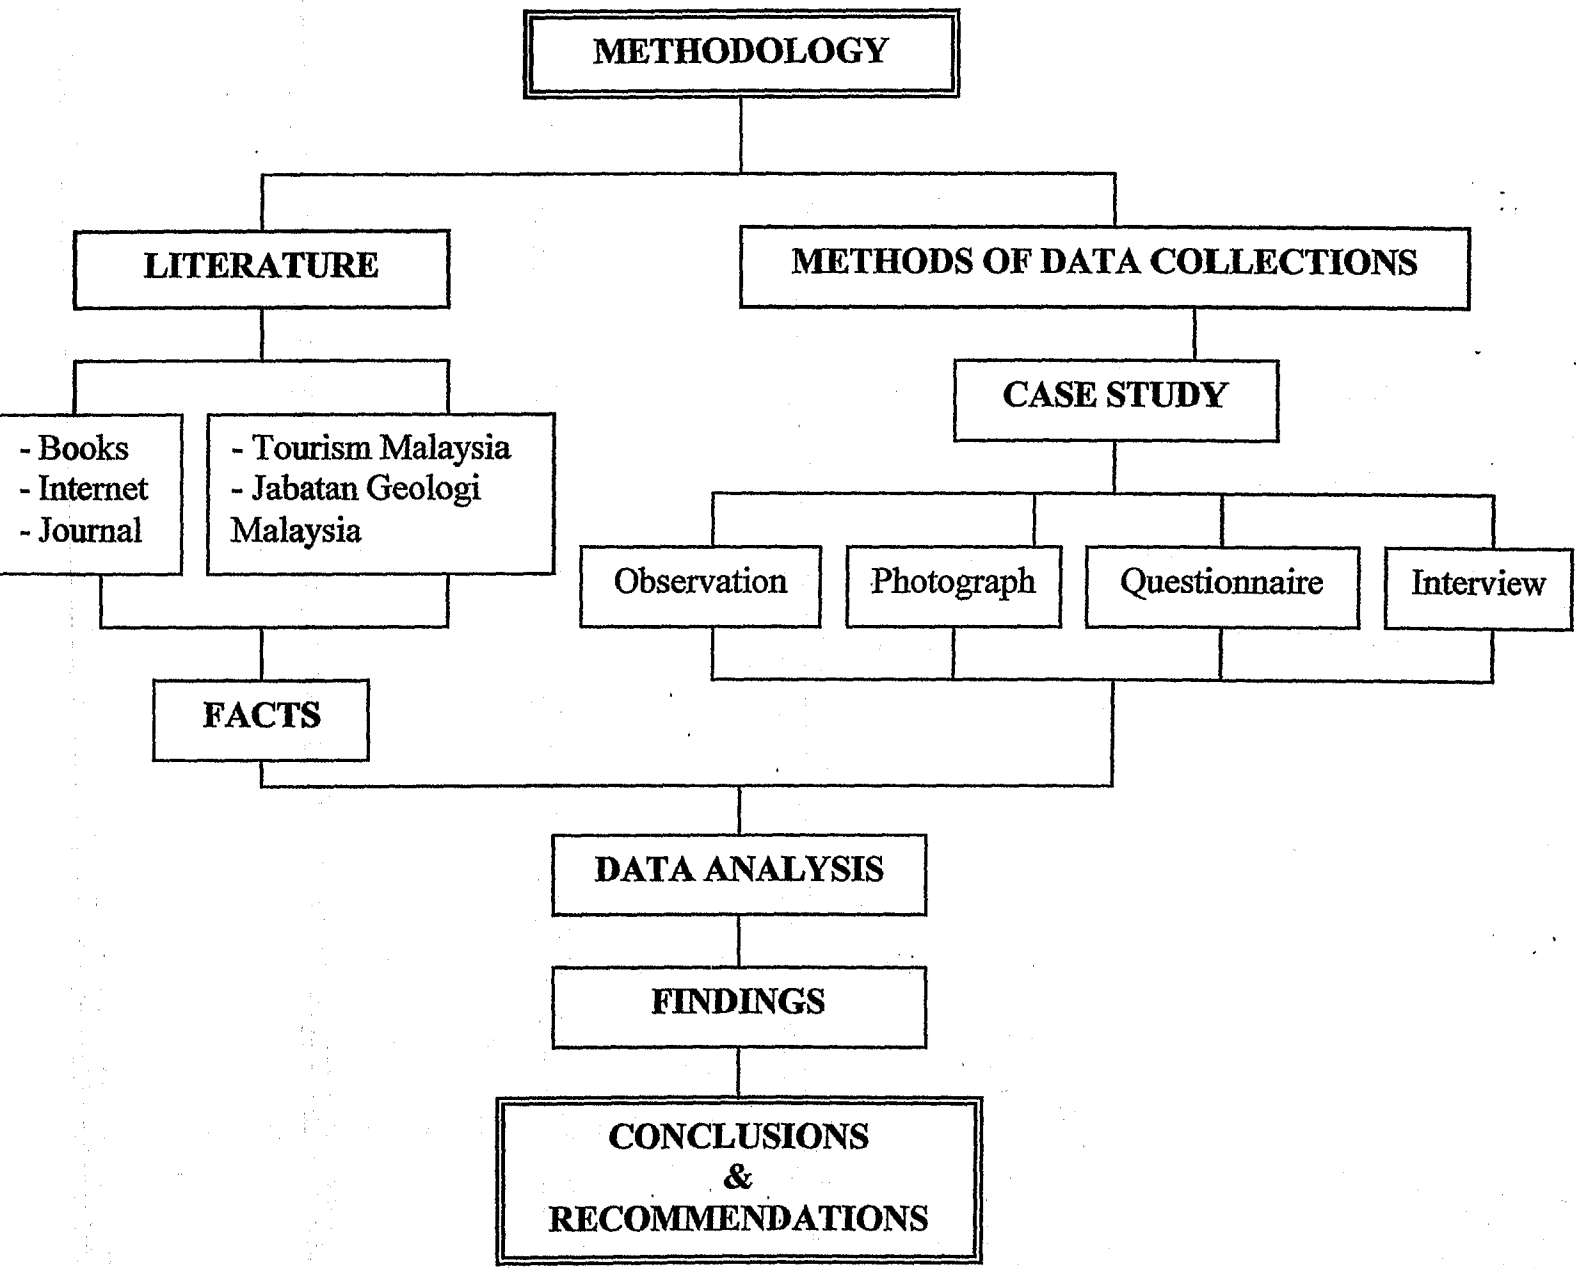 METHODOLOGY
LITERATURE
METHODS OF DATA COLLECTIONS
CASE STUDY
- Books
- Internet
- Journal
- Tourism Malaysia
- Jabatan Geologi
Malaysia
Observation
Photograph
Questionnaire
Interview
FACTS
DATA ANALYSIS
FINDINGS
CONCLUSIONS
&
RECOMMENDATIONS